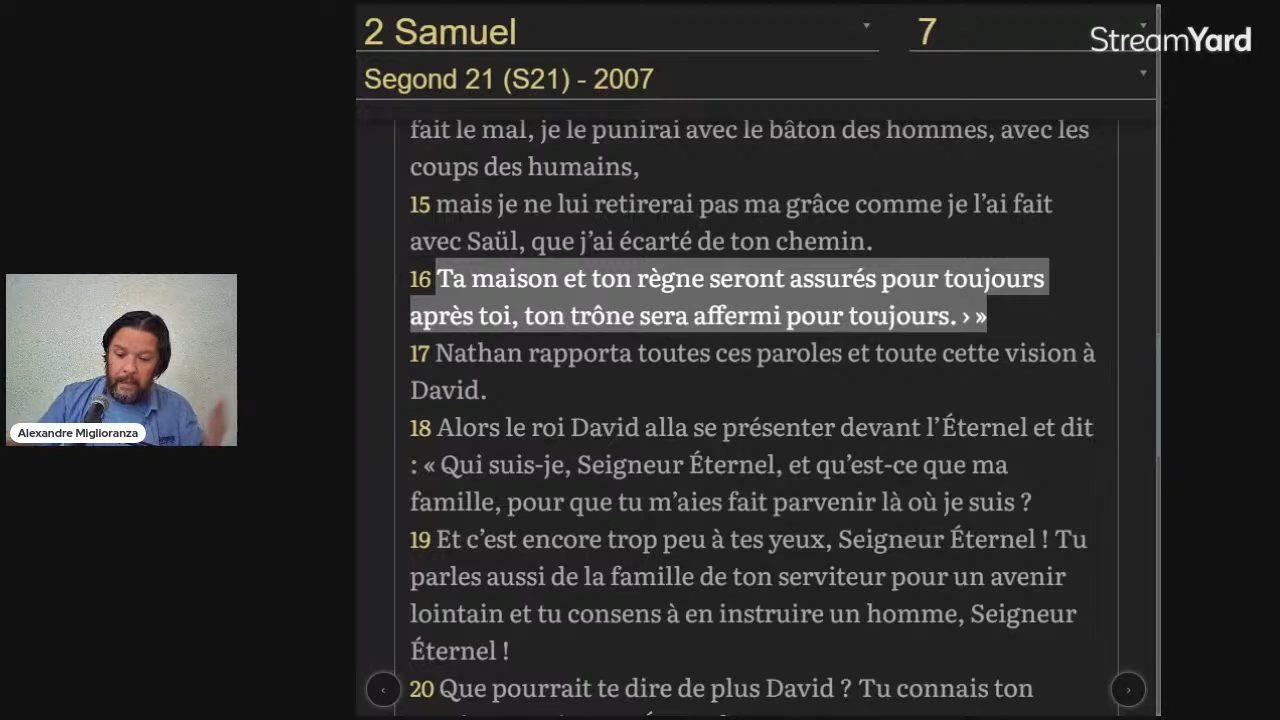 2 Samuel
7
StreamYard
Segond 21 (S21) - 2007
fait le mal, je le punirai avec le bâton des hommes, avec les
coups des humains,
15 mais je ne lui retirerai pas ma grâce comme je l’ai fait
avec Saül, que j’ai écarté de ton chemin.
16 Ta maison et ton règne seront assurés pour toujours
après toi, ton trône sera affermi pour toujours. › »
17 Nathan rapporta toutes ces paroles et toute cette vision à
David.
18 Alors le roi David alla se présenter devant l’Éternel et dit
: « Qui suis-je, Seigneur Éternel, et qu’est-ce que ma
famille, pour que tu m’aies fait parvenir là où je suis ?
19 Et c’est encore trop peu à tes yeux, Seigneur Éternel ! Tu
parles aussi de la famille de ton serviteur pour un avenir
lointain et tu consens à en instruire un homme, Seigneur
Éternel !
20 Que pourrait te dire de plus David ? Tu connais ton
Alexandre Miglioranza